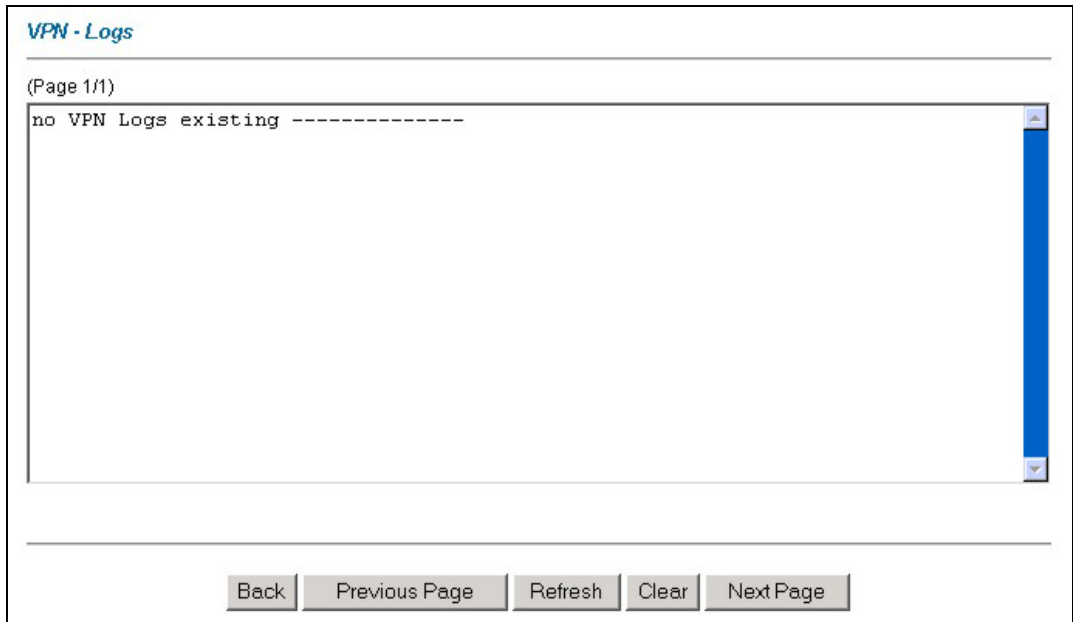 VPN - Logs
(Page 1/1)
no VPN Logs existing --------------
Back Previous Page Refresh Clear Next Page